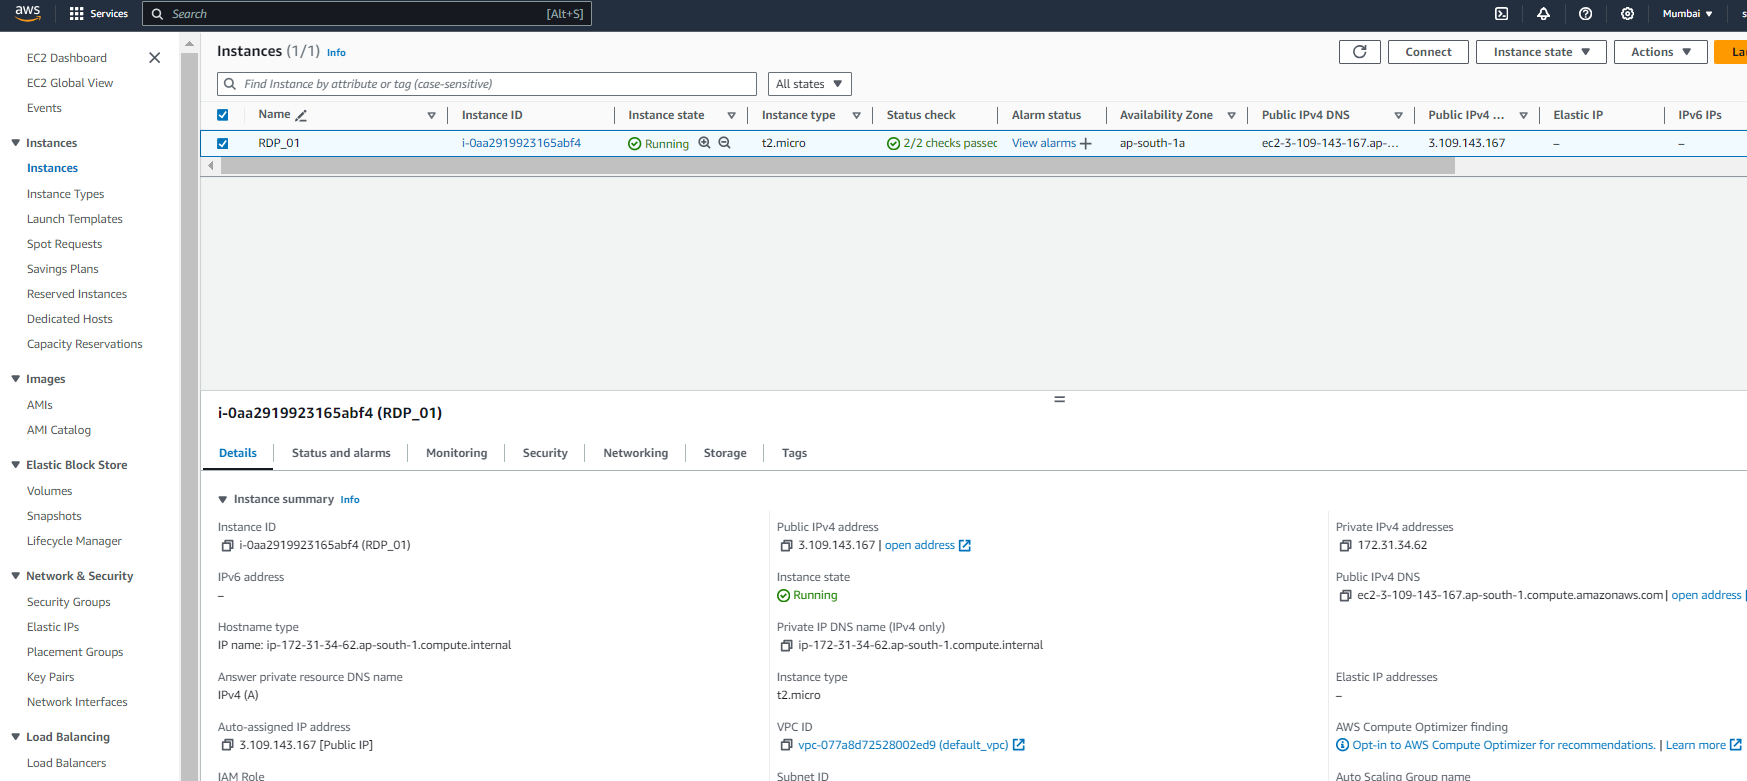 aws
Services
Search
[Alt+S]
Mumbai
EC2 Dashboard
EC2 Global View
Events
Instances
Instances
Instance Types
Launch Templates
Spot Requests
Savings Plans
Reserved Instances
Dedicated Hosts
Capacity Reservations
Images
AMIs
AMI Catalog
Elastic Block Store
Volumes
Snapshots
Lifecycle Manager
Network & Security
Security Groups
Elastic IPs
Placement Groups
Key Pairs
Network Interfaces
Load Balancing
Load Balancers
Instances (1/1) Info
Connect
Instance state
Actions
Find Instance by attribute or tag (case-sensitive)
All states
Name Instance ID Instance state Instance type Status check Alarm status Availability Zone Public IPv4 DNS Public IPv4 ... Elastic IP IPv6 IPs
RDP_01 i-0aa2919923165abf4 Running t2.micro 2/2 checks passec View alarms + ap-south-1a ec2-3-109-143-167.ap-... 3.109.143.167 – –
i-0aa2919923165abf4 (RDP_01)
Details Status and alarms Monitoring Security Networking Storage Tags
Instance summary Info
Instance ID
i-0aa2919923165abf4 (RDP_01)
Public IPv4 address
3.109.143.167 | open address
Private IPv4 addresses
172.31.34.62
IPv6 address
–
Instance state
Running
Public IPv4 DNS
ec2-3-109-143-167.ap-south-1.compute.amazonaws.com | open address
Hostname type
IP name: ip-172-31-34-62.ap-south-1.compute.internal
Private IP DNS name (IPv4 only)
ip-172-31-34-62.ap-south-1.compute.internal
Answer private resource DNS name
IPv4 (A)
Instance type
t2.micro
Elastic IP addresses
–
Auto-assigned IP address
3.109.143.167 [Public IP]
VPC ID
vpc-077a8d72528002ed9 (default_vpc)
AWS Compute Optimizer finding
Opt-in to AWS Compute Optimizer for recommendations. | Learn more
IAM Role
Subnet ID
Auto Scaling Group name